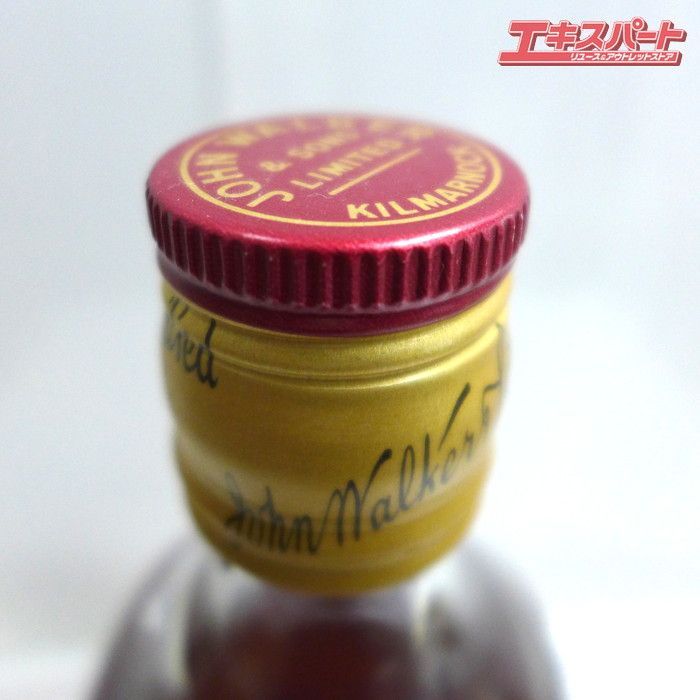 エキスパート
リユース&アウトレットストア
JOHN WALKER
& SONS
LIMITED
KILMARNOCK
John Walker